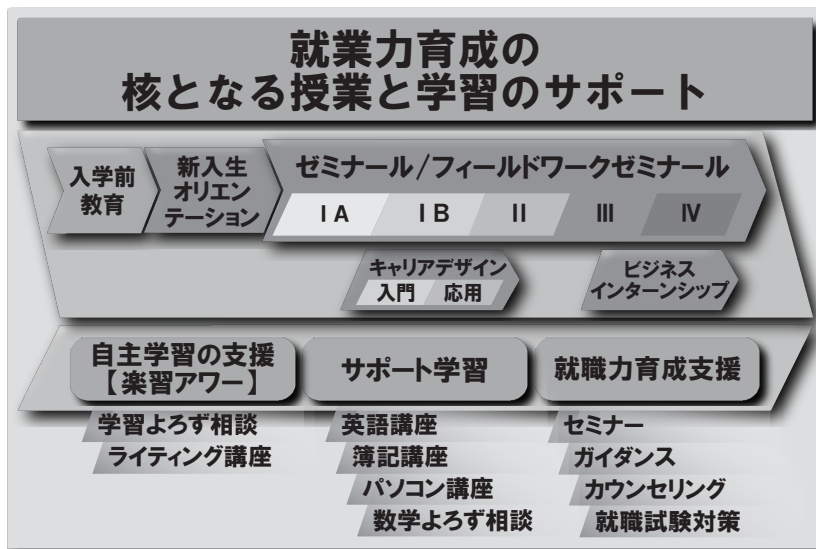 就業力育成の
核となる授業と学習のサポート
入学前
教育
新入生
オリエン
テーション
ゼミナール/フィールドワークゼミナール
I A
I B
II
III
IV
キャリアデザイン
入門 応用
ビジネス
インターンシップ
自主学習の支援
【楽習アワー】
サポート学習
就職力育成支援
学習よろず相談
ライティング講座
英語講座
簿記講座
パソコン講座
数学よろず相談
セミナー
ガイダンス
カウンセリング
就職試験対策